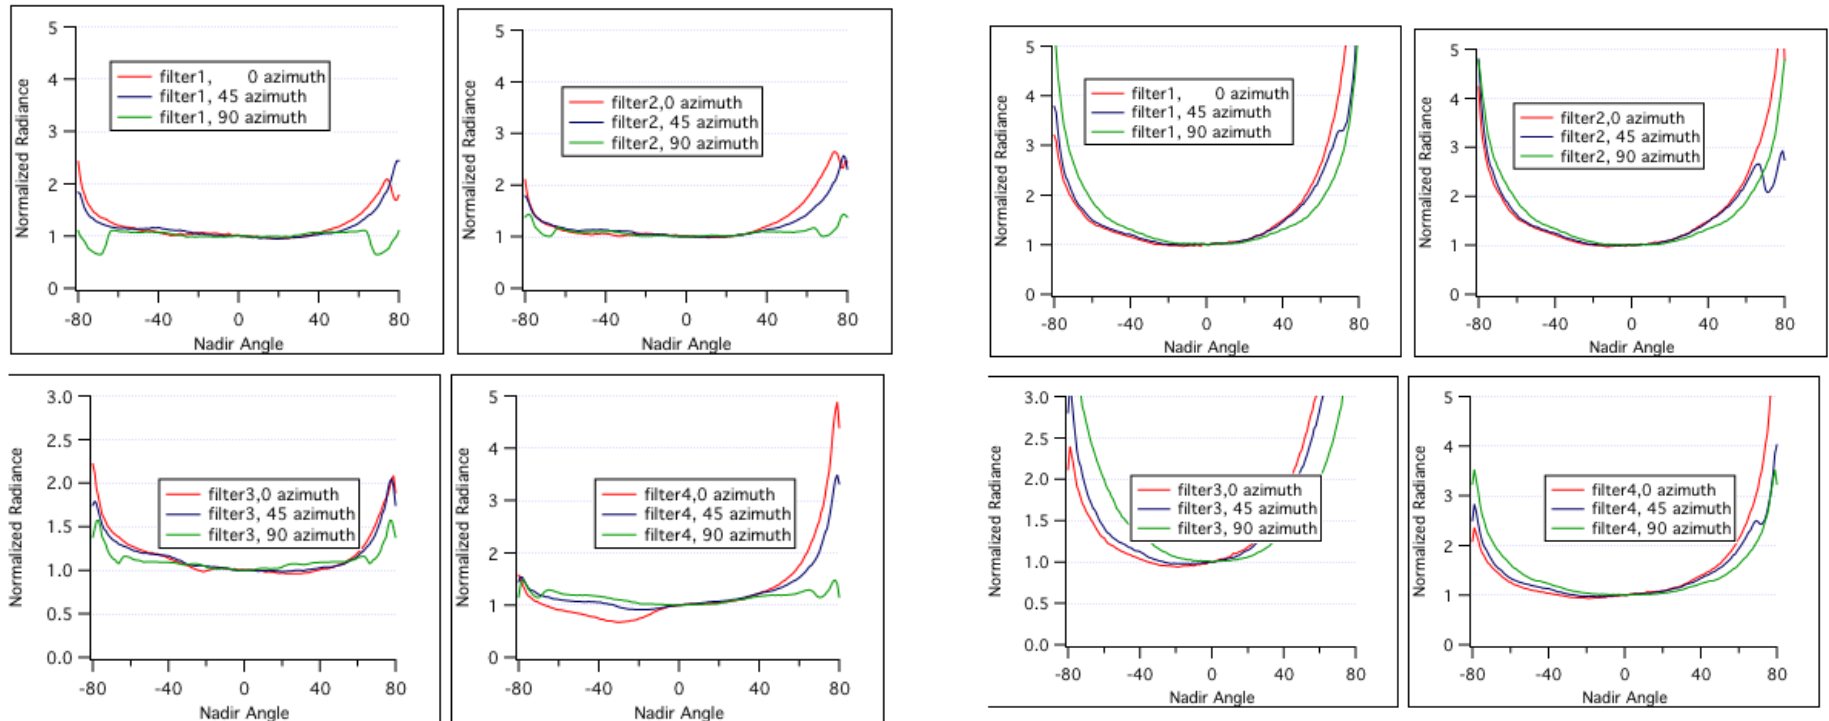 5
4
3
2
1
0
Normalized Radiance
filter1, 0 azimuth
filter1, 45 azimuth
filter1, 90 azimuth
-80 -40 0 40 80
Nadir Angle
5
4
3
2
1
0
Normalized Radiance
filter2,0 azimuth
filter2, 45 azimuth
filter2, 90 azimuth
-80 -40 0 40 80
Nadir Angle
5
4
3
2
1
0
Normalized Radiance
filter1, 0 azimuth
filter1, 45 azimuth
filter1, 90 azimuth
-80 -40 0 40 80
Nadir Angle
5
4
3
2
1
0
Normalized Radiance
filter2,0 azimuth
filter2, 45 azimuth
filter2, 90 azimuth
-80 -40 0 40 80
Nadir Angle
3.0
2.5
2.0
1.5
1.0
0.5
0.0
Normalized Radiance
filter3,0 azimuth
filter3, 45 azimuth
filter3, 90 azimuth
-80 -40 0 40 80
Nadir Angle
5
4
3
2
1
0
Normalized Radiance
filter4,0 azimuth
filter4, 45 azimuth
filter4, 90 azimuth
-80 -40 0 40 80
Nadir Angle
3.0
2.5
2.0
1.5
1.0
0.5
0.0
Normalized Radiance
filter3,0 azimuth
filter3, 45 azimuth
filter3, 90 azimuth
-80 -40 0 40 80
Nadir Angle
5
4
3
2
1
0
Normalized Radiance
filter4,0 azimuth
filter4, 45 azimuth
filter4, 90 azimuth
-80 -40 0 40 80
Nadir Angle